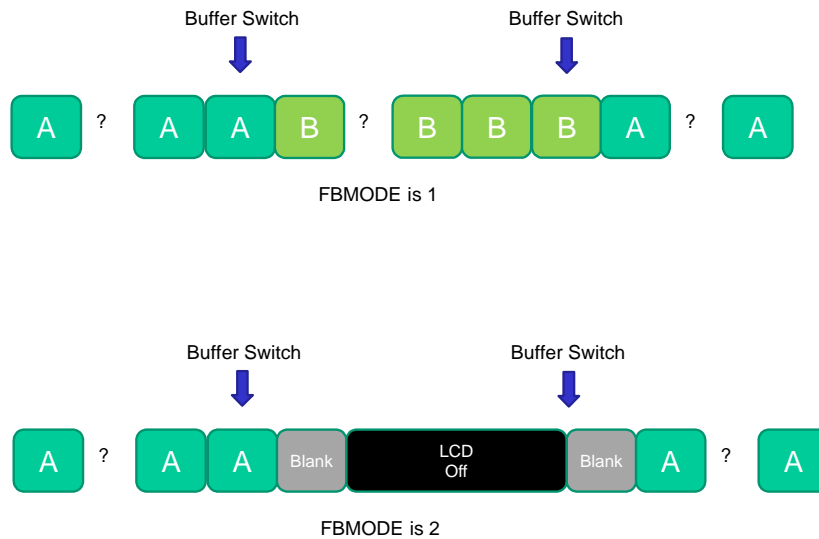 Buffer Switch Buffer Switch
A ? A A B ? B B B A ? A
FBMODE is 1
Buffer Switch Buffer Switch
A ? A A Blank LCD Off Blank A ? A
FBMODE is 2